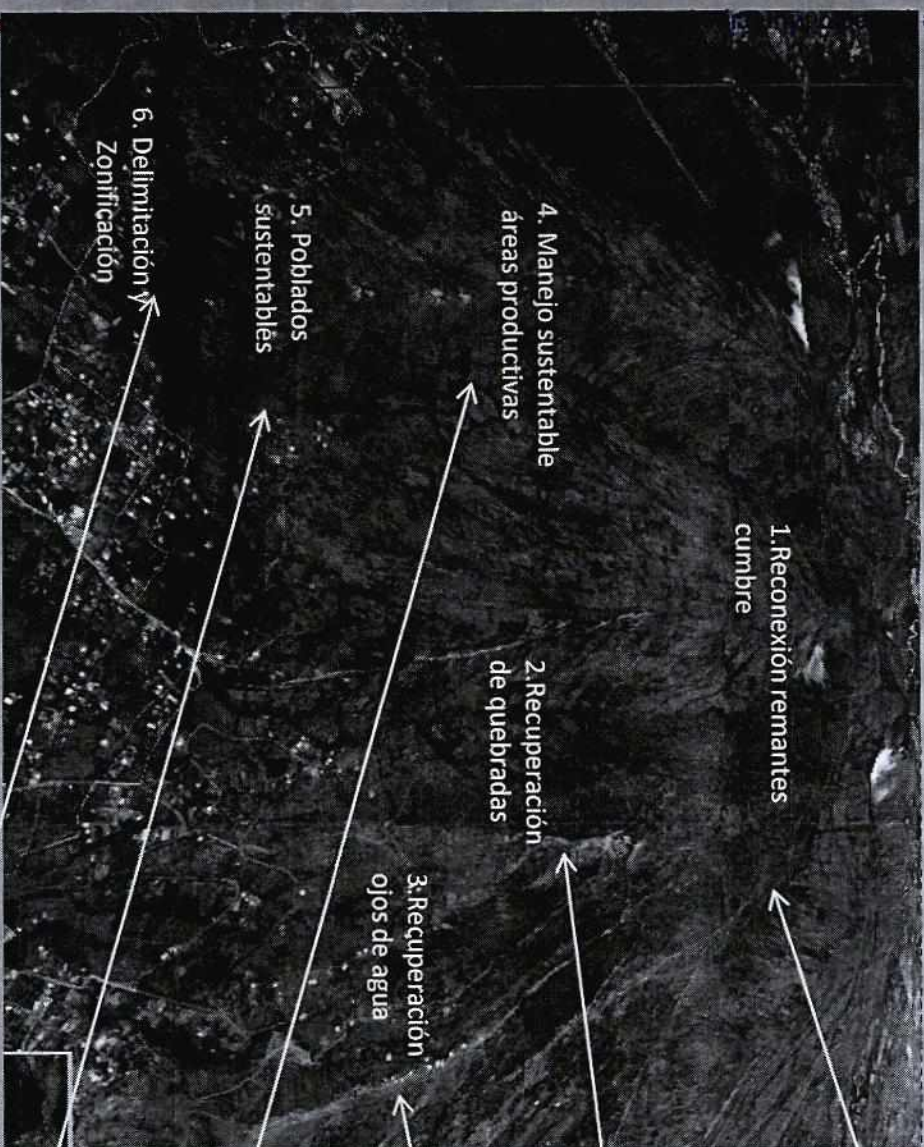 1.Reconexión remantes
cumbre
2.Recuperación
de quebradas
3.Recuperación
ojos de agua
4. Manejo sustentable
áreas productivas
5. Poblados
sustentables
6. Delimitación y
Zonificación